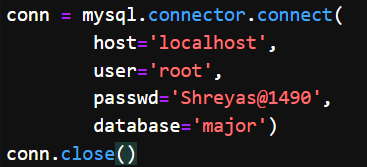 conn = mysql.connector.connect(
        host='localhost',
        user='root',
        passwd='Shreyas@1490',
        database='major')
conn.close()